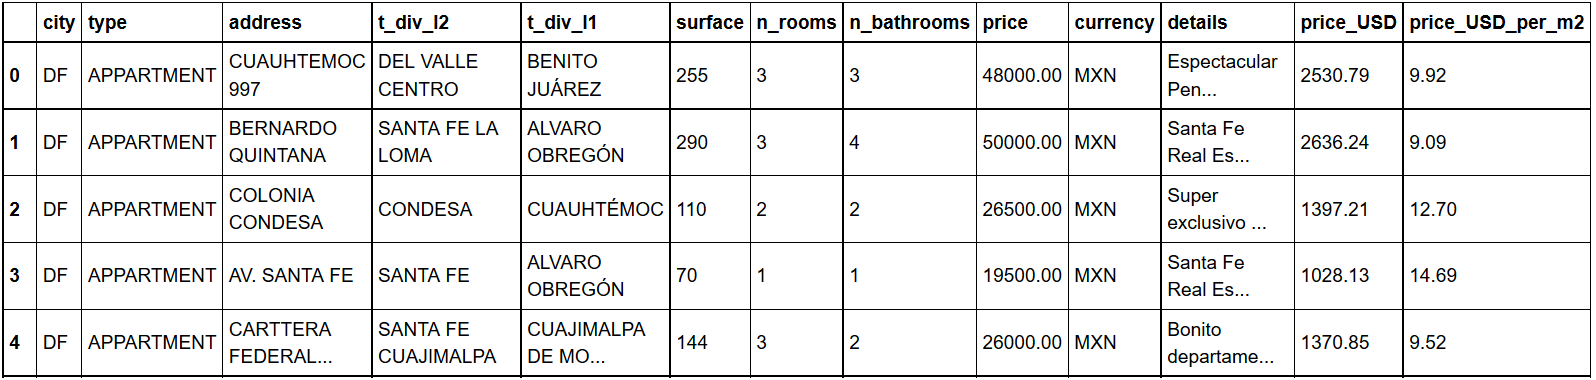 city type address t_div_l2 t_div_l1 surface n_rooms n_bathrooms price currency details price_USD price_USD_per_m2
0 DF APPARTMENT CUAUHTEMOC 997 DEL VALLE CENTRO BENITO JUÁREZ 255 3 3 48000.00 MXN Espectacular Pen... 2530.79 9.92
1 DF APPARTMENT BERNARDO QUINTANA SANTA FE LA LOMA ALVARO OBREGÓN 290 3 4 50000.00 MXN Santa Fe Real Es... 2636.24 9.09
2 DF APPARTMENT COLONIA CONDESA CONDESA CUAUHTÉMOC 110 2 2 26500.00 MXN Super exclusivo ... 1397.21 12.70
3 DF APPARTMENT AV. SANTA FE SANTA FE ALVARO OBREGÓN 70 1 1 19500.00 MXN Santa Fe Real Es... 1028.13 14.69
4 DF APPARTMENT CARTTERA FEDERAL... SANTA FE CUAJIMALPA CUAJIMALPA DE MO... 144 3 2 26000.00 MXN Bonito departame... 1370.85 9.52